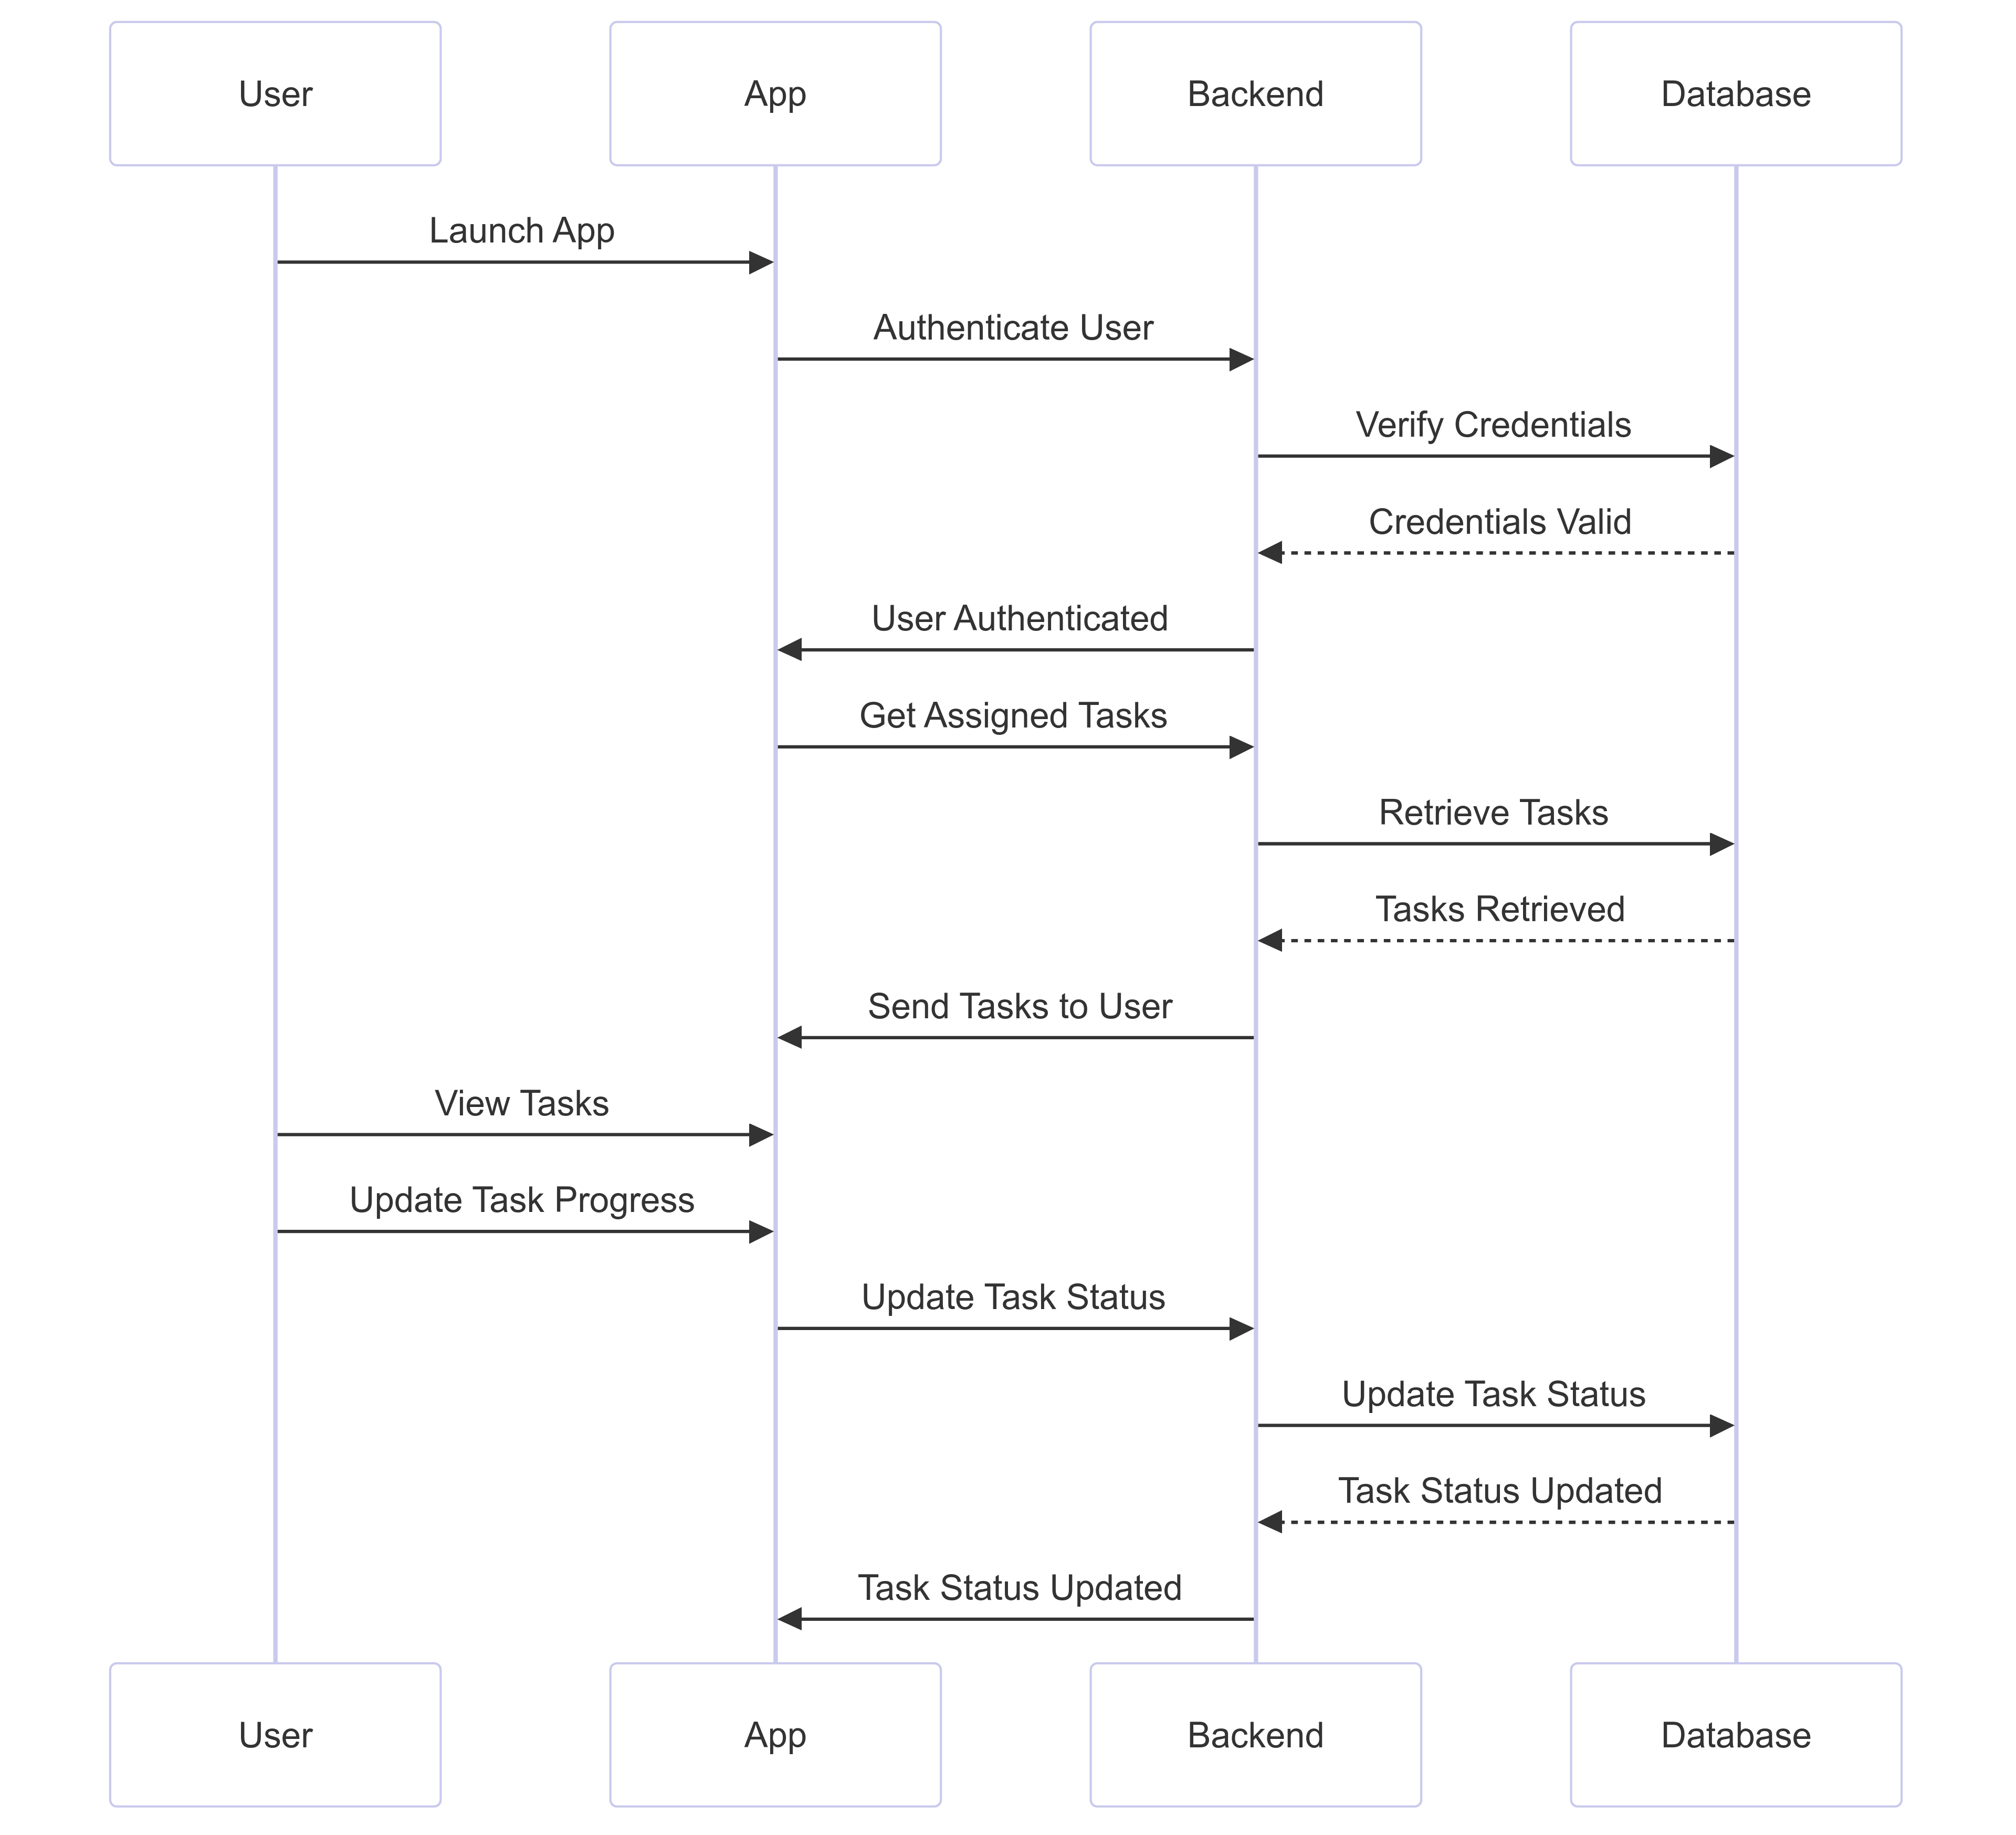 User
App
Backend
Database
Launch App
Authenticate User
Verify Credentials
Credentials Valid
User Authenticated
Get Assigned Tasks
Retrieve Tasks
Tasks Retrieved
Send Tasks to User
View Tasks
Update Task Progress
Update Task Status
Update Task Status
Task Status Updated
Task Status Updated
User
App
Backend
Database